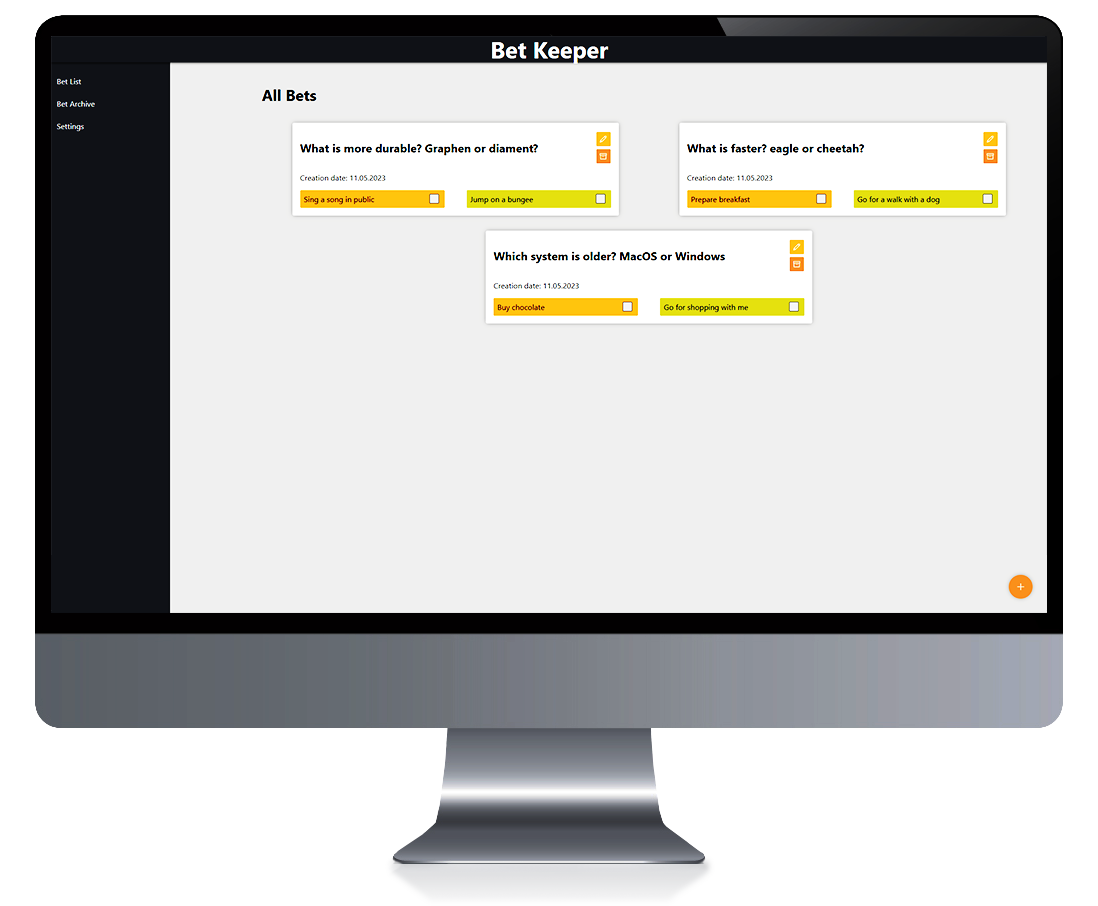 Bet Keeper
Bet List
Bet Archive
Settings
All Bets
What is more durable? Graphen or diament?
Creation date: 11.05.2023
Sing a song in public
Jump on a bungee
What is faster? eagle or cheetah?
Creation date: 11.05.2023
Prepare breakfast
Go for a walk with a dog
Which system is older? MacOS or Windows
Creation date: 11.05.2023
Buy chocolate
Go for shopping with me
+